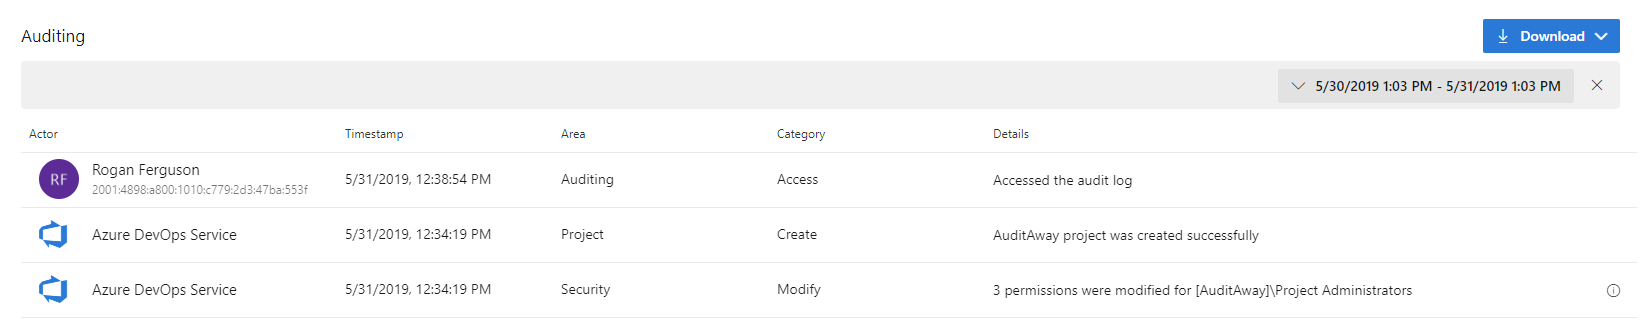 Auditing
Download
5/30/2019 1:03 PM - 5/31/2019 1:03 PM
Actor Timestamp Area Category Details
RF Rogan Ferguson 5/31/2019, 12:38:54 PM Auditing Access Accessed the audit log
2001:4898:a800:1010:c779:2d3:47ba:553f
Azure DevOps Service 5/31/2019, 12:34:19 PM Project Create AuditAway project was created successfully
Azure DevOps Service 5/31/2019, 12:34:19 PM Security Modify 3 permissions were modified for [AuditAway]\Project Administrators